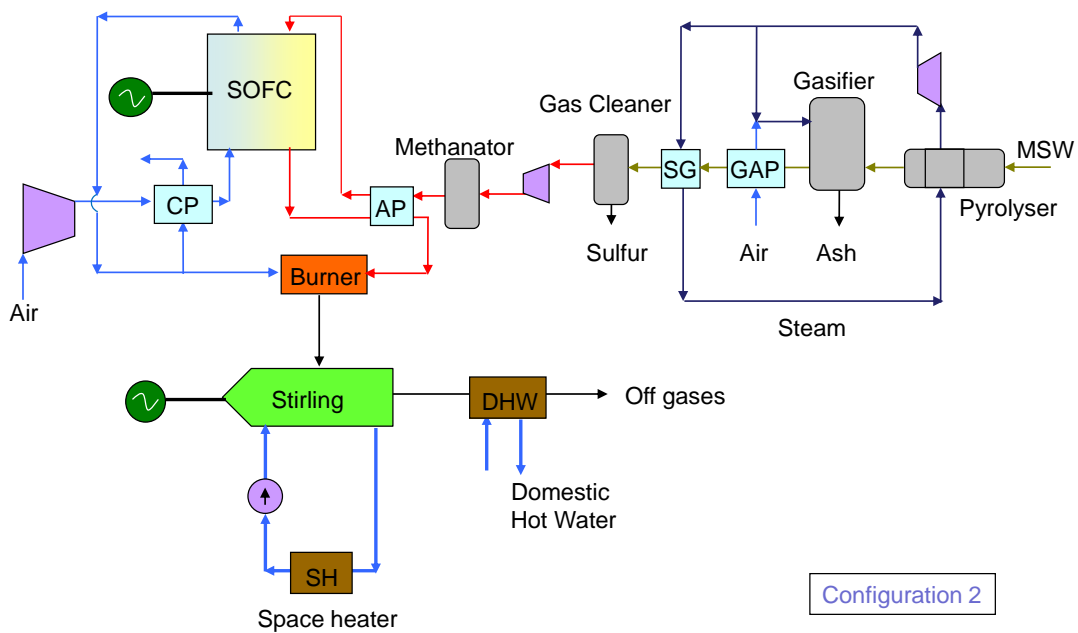 SOFC
Gasifier
Gas Cleaner
Methanator
MSW
CP
AP
SG
GAP
Pyrolyser
Sulfur
Air
Ash
Burner
Air
Steam
Stirling
DHW
Off gases
Domestic
Hot Water
SH
Space heater
Configuration 2